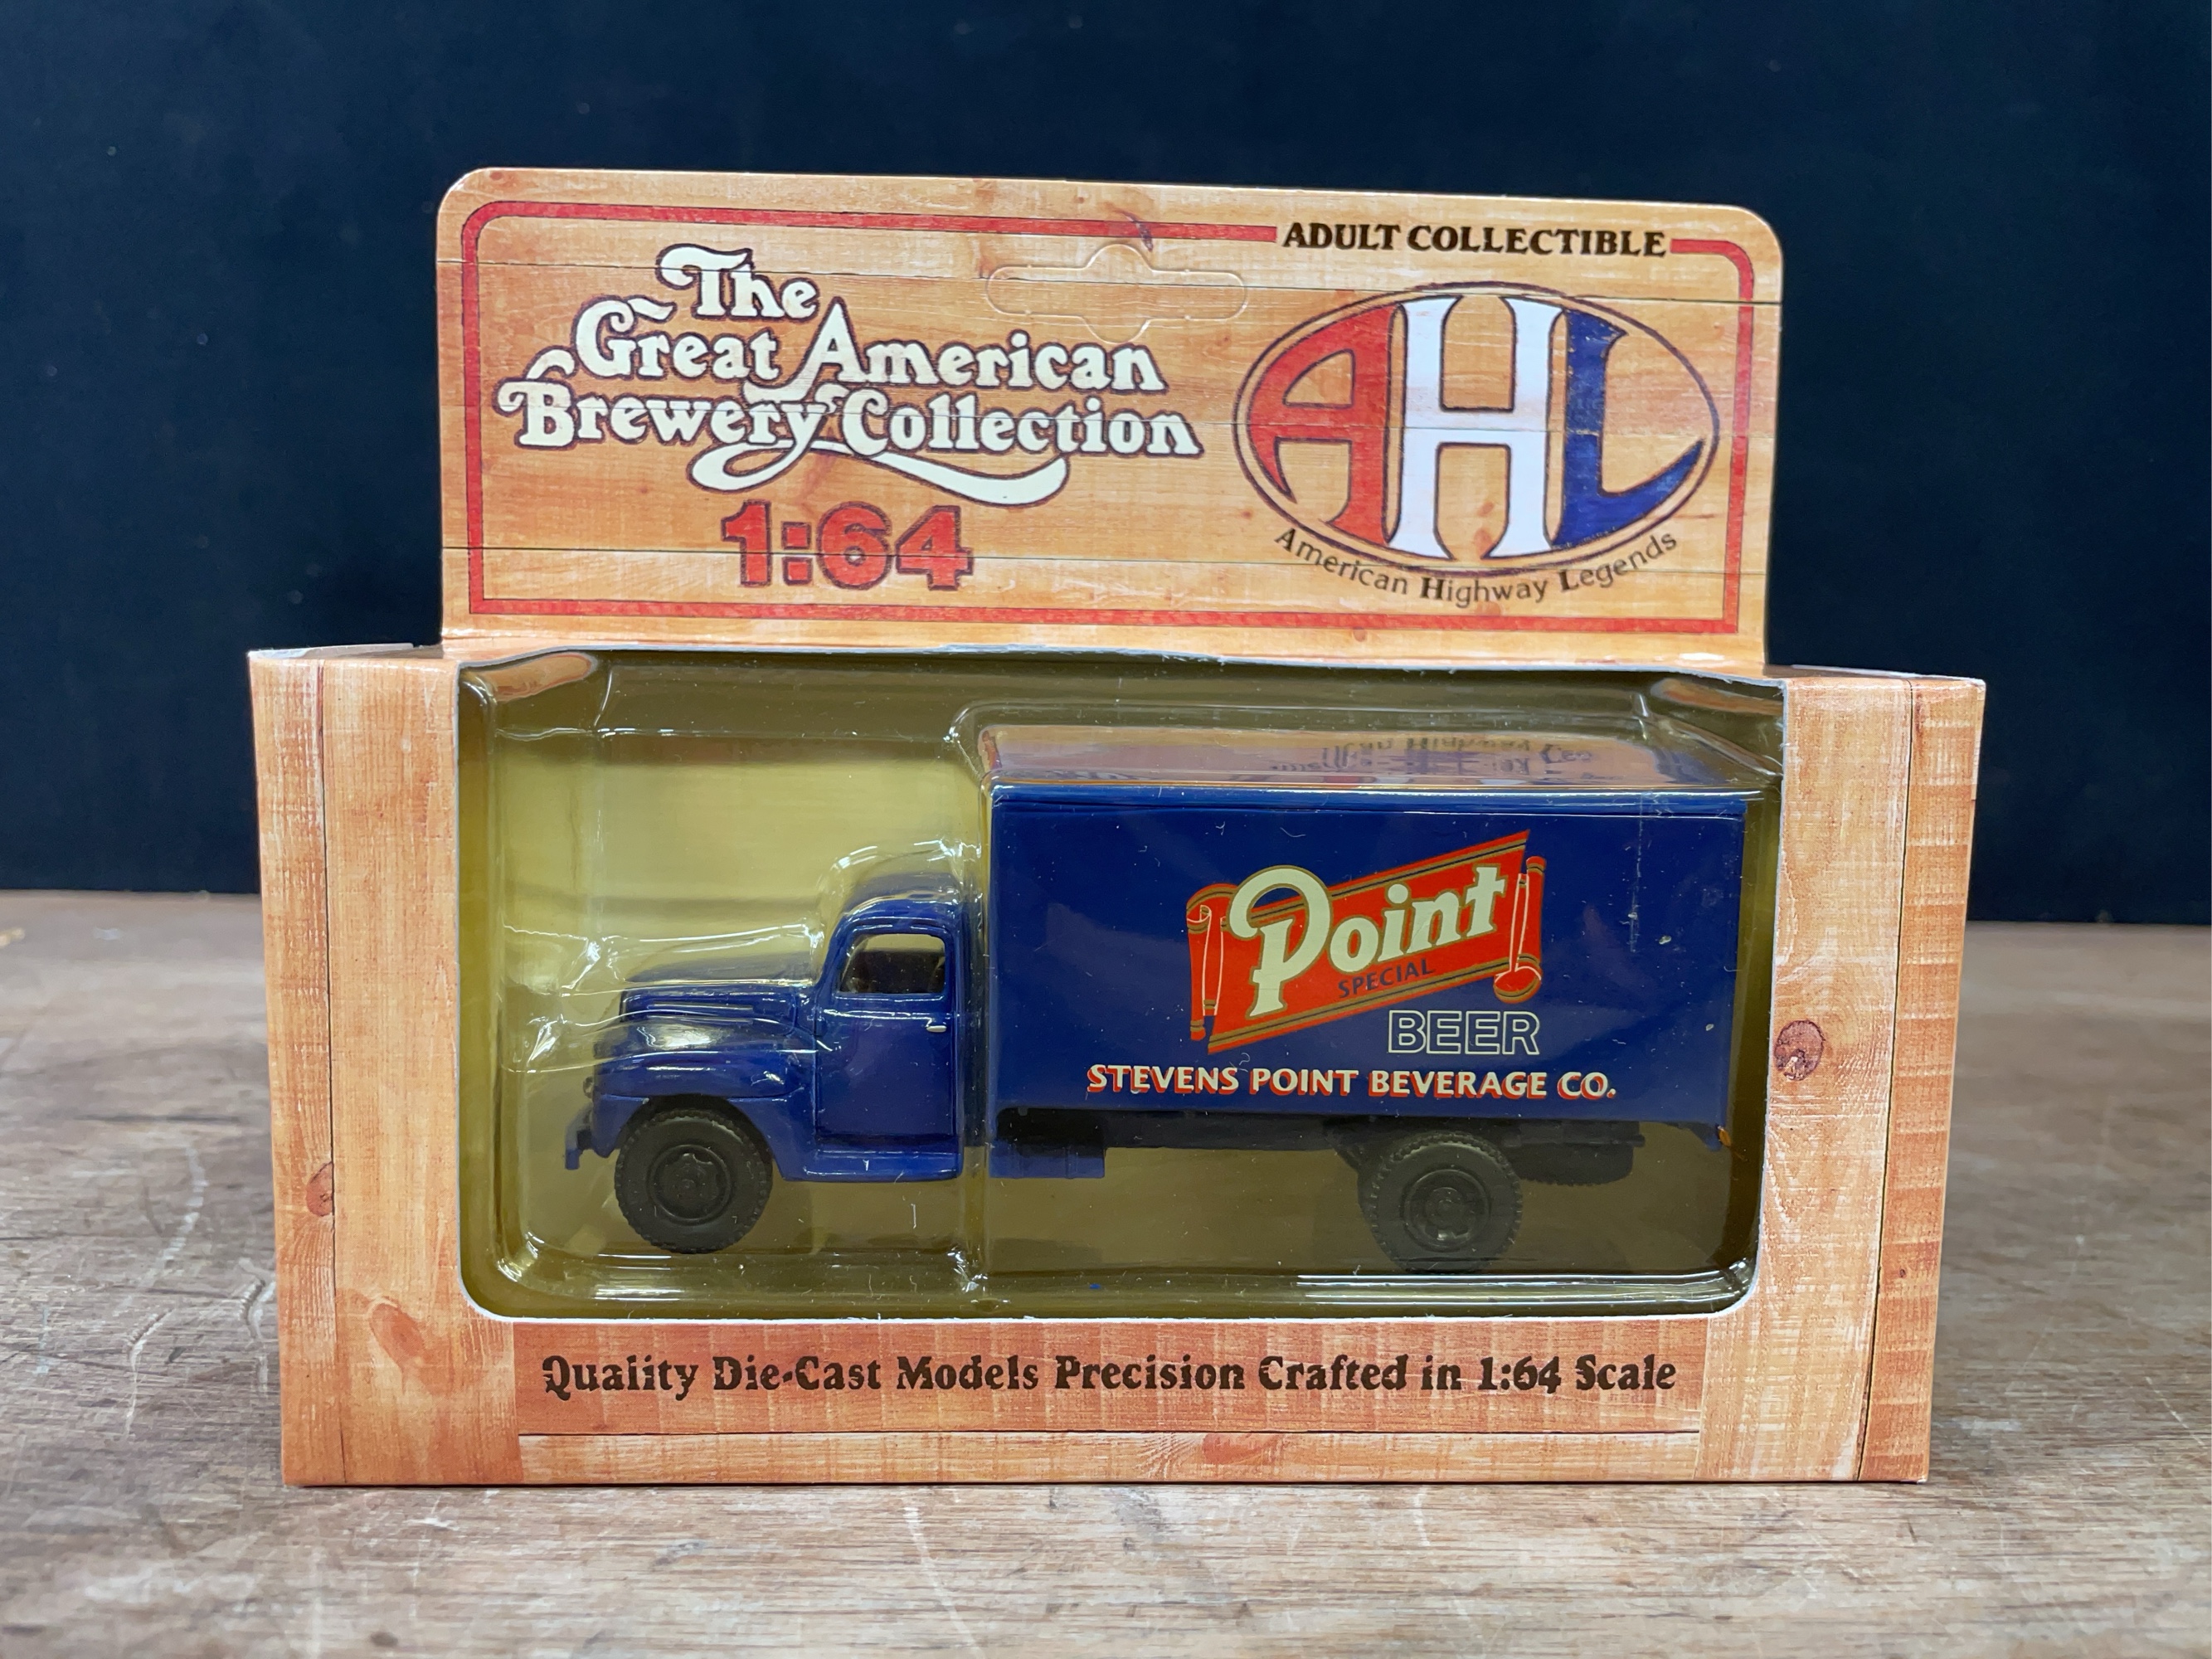 ADULT COLLECTIBLE
The
Great American
Brewery Collection
1:64
AHL
American Highway Legends
Point
SPECIAL
BEER
STEVENS POINT BEVERAGE CO.
Quality Die-Cast Models Precision Crafted in 1:64 Scale